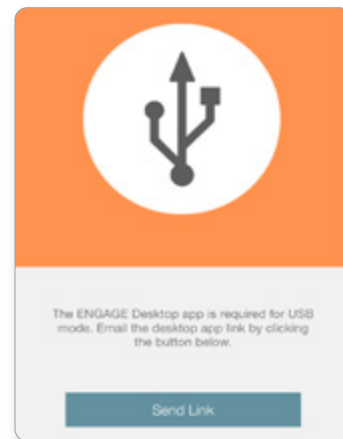 The ENGAGE Desktop app is required for USB
mode. Email the desktop app link by clicking
the button below.
Send Link